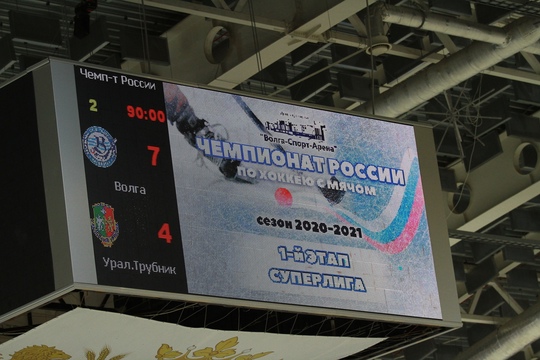 Чемп-т России
2 90:00
7
Волга
4
Урал.Трубник
"Волга-Спорт-Арена"
ЧЕМПИОНАТ РОССИИ
ПО ХОККЕЮ С МЯЧОМ
сезон 2020-2021
1-й ЭТАП
СУПЕРЛИГА